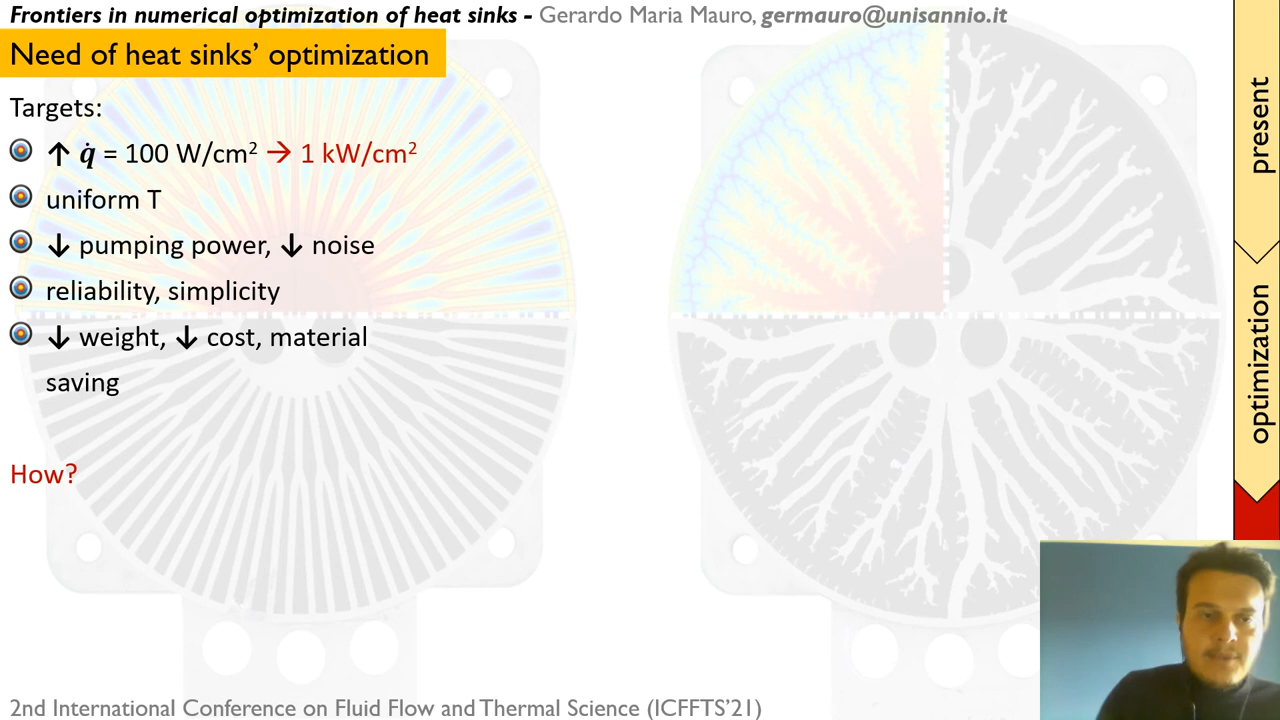 Frontiers in numerical optimization of heat sinks - Gerardo Maria Mauro, germauro@unisannio.it
Need of heat sinks’ optimization
Targets:
↑ q̇ = 100 W/cm² → 1 kW/cm²
uniform T
↓ pumping power, ↓ noise
reliability, simplicity
↓ weight, ↓ cost, material
saving
How?
present
optimization
2nd International Conference on Fluid Flow and Thermal Science (ICFFTS’21)